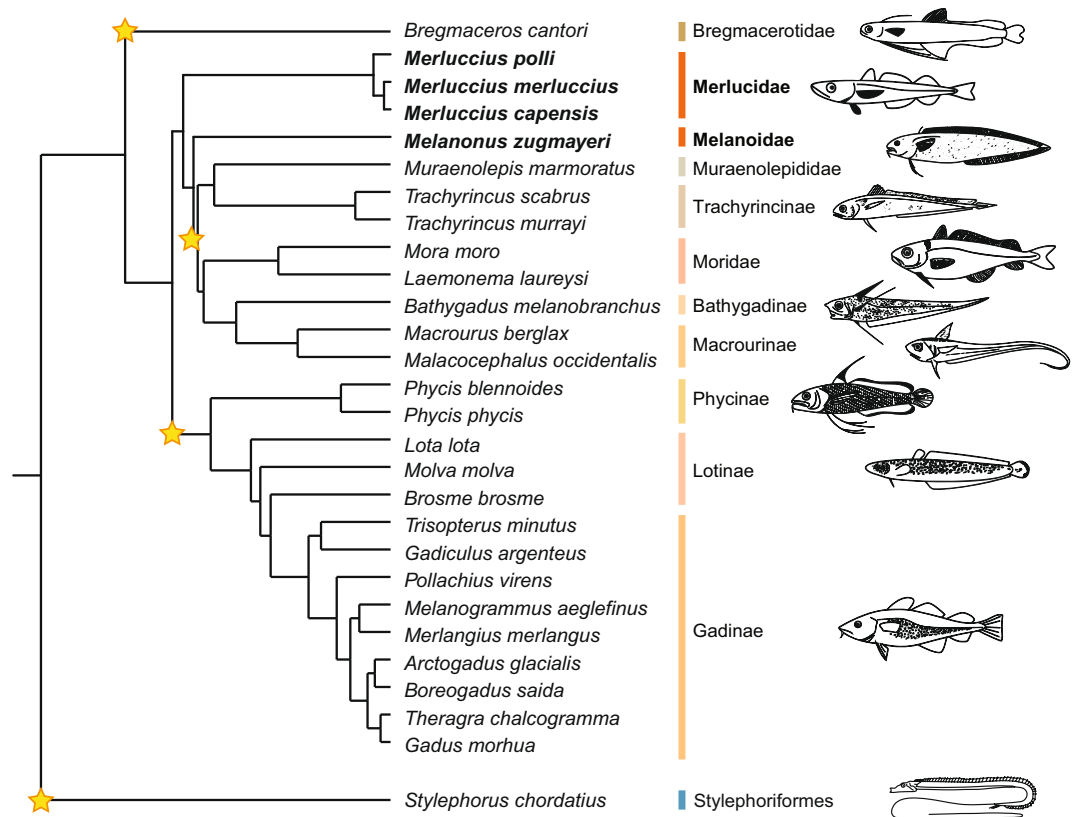 Bregmaceros cantori
Bregmacerotidae
Merluccius polli
Merluccius merluccius
Merlucidae
Merluccius capensis
Melanonus zugmayeri
Melanoidae
Muraenolepis marmoratus
Muraenolepididae
Trachyrincus scabrus
Trachyrincinae
Trachyrincus murrayi
Mora moro
Moridae
Laemonema laureysi
Bathygadus melanobranchus
Bathygadinae
Macrourus berglax
Macrourinae
Malacocephalus occidentalis
Phycis blennoides
Phycinae
Phycis phycis
Lota lota
Molva molva
Lotinae
Brosme brosme
Trisopterus minutus
Gadiculus argenteus
Pollachius virens
Melanogrammus aeglefinus
Merlangius merlangus
Gadinae
Arctogadus glacialis
Boreogadus saida
Theragra chalcogramma
Gadus morhua
Stylephorus chordatius
Stylephoriformes